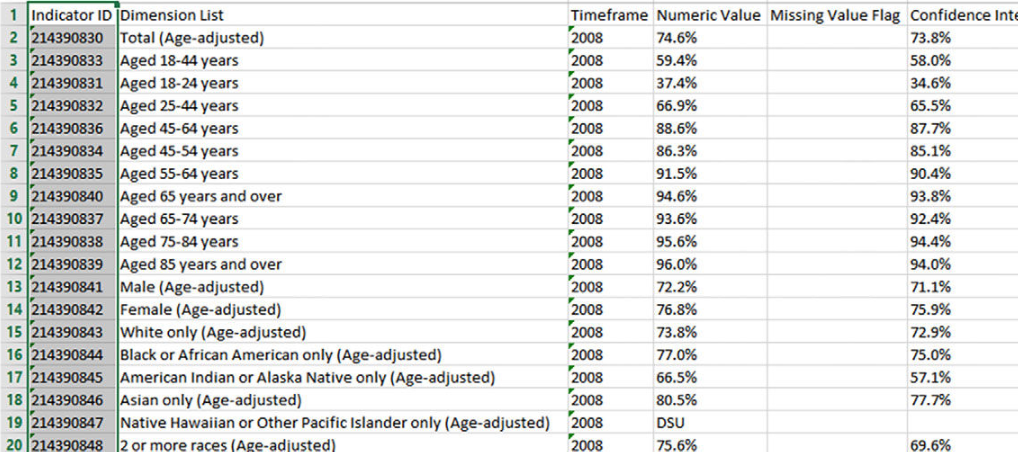 1 Indicator ID Dimension List Timeframe Numeric Value Missing Value Flag Confidence Inte
2 214390830 Total (Age-adjusted) 2008 74.6% 73.8%
3 214390833 Aged 18-44 years 2008 59.4% 58.0%
4 214390831 Aged 18-24 years 2008 37.4% 34.6%
5 214390832 Aged 25-44 years 2008 66.9% 65.5%
6 214390836 Aged 45-64 years 2008 88.6% 87.7%
7 214390834 Aged 45-54 years 2008 86.3% 85.1%
8 214390835 Aged 55-64 years 2008 91.5% 90.4%
9 214390840 Aged 65 years and over 2008 94.6% 93.8%
10 214390837 Aged 65-74 years 2008 93.6% 92.4%
11 214390838 Aged 75-84 years 2008 95.6% 94.4%
12 214390839 Aged 85 years and over 2008 96.0% 94.0%
13 214390841 Male (Age-adjusted) 2008 72.2% 71.1%
14 214390842 Female (Age-adjusted) 2008 76.8% 75.9%
15 214390843 White only (Age-adjusted) 2008 73.8% 72.9%
16 214390844 Black or African American only (Age-adjusted) 2008 77.0% 75.0%
17 214390845 American Indian or Alaska Native only (Age-adjusted) 2008 66.5% 57.1%
18 214390846 Asian only (Age-adjusted) 2008 80.5% 77.7%
19 214390847 Native Hawaiian or Other Pacific Islander only (Age-adjusted) 2008 DSU
20 214390848 2 or more races (Age-adjusted) 2008 75.6% 69.6%